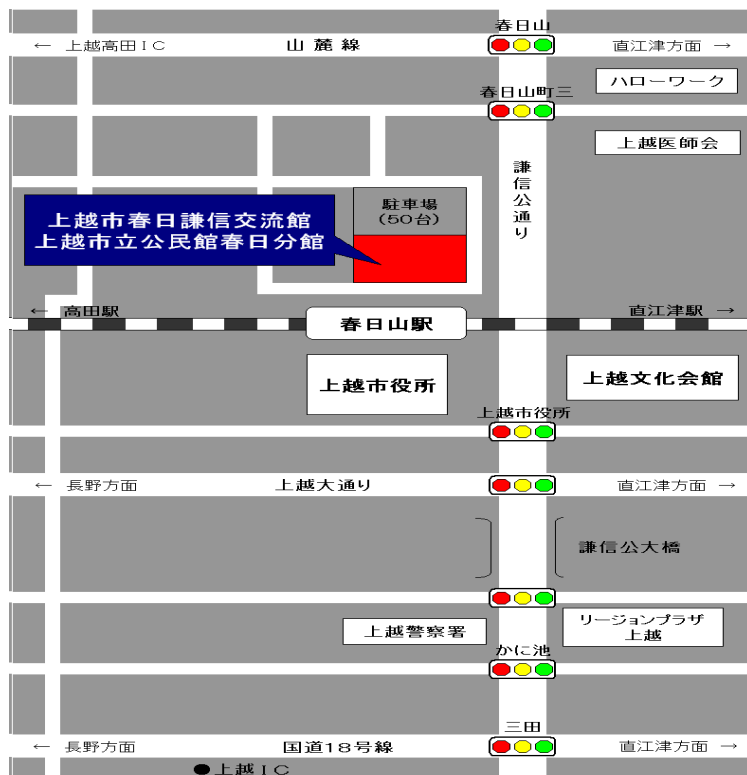 春日山
← 上越高田ＩＣ
山麓線
直江津方面 →
ハローワーク
春日山町三
上越医師会
謙信公通り
駐車場
(50台)
上越市春日謙信交流館
上越市立公民館春日分館
← 高田駅
春日山駅
直江津駅 →
上越市役所
上越文化会館
上越市役所
← 長野方面
上越大通り
直江津方面 →
謙信公大橋
上越警察署
リージョンプラザ
上越
かに池
三田
← 長野方面
国道18号線
直江津方面 →
●上越ＩＣ